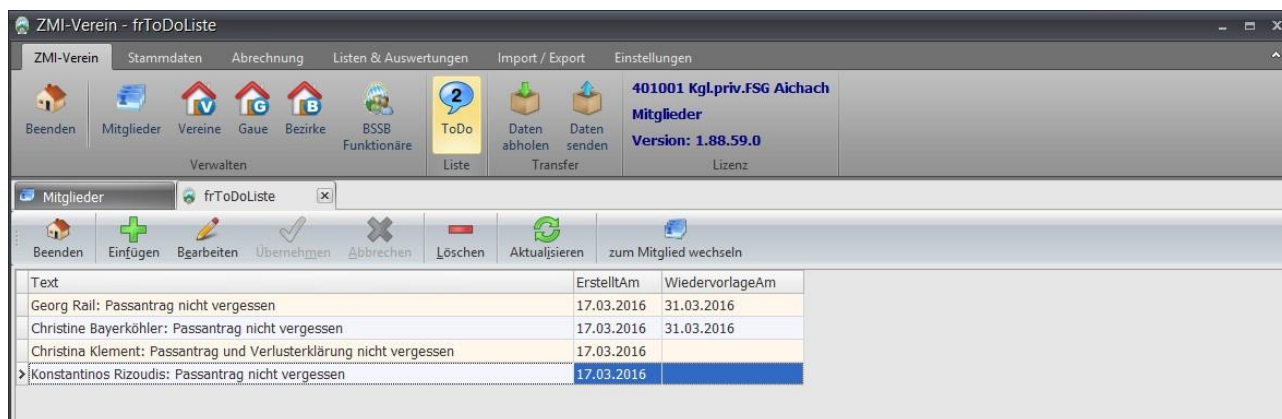 ZMI-Verein - frToDoListe
ZMI-Verein Stammdaten Abrechnung Listen & Auswertungen Import / Export Einstellungen
Beenden Mitglieder Vereine Gaue Bezirke BSSB Funktionäre
V G B
Verwalten
2
ToDo
Liste
Daten abholen Daten senden
Transfer
401001 Kgl.priv.FSG Aichach
Mitglieder
Version: 1.88.59.0
Lizenz
Mitglieder frToDoListe
Beenden Einfügen Bearbeiten Übernehmen Abbrechen Löschen Aktualisieren zum Mitglied wechseln
Text ErstelltAm WiedervorlageAm
Georg Rail: Passantrag nicht vergessen 17.03.2016 31.03.2016
Christine Bayerköhler: Passantrag nicht vergessen 17.03.2016 31.03.2016
Christina Klement: Passantrag und Verlusterklärung nicht vergessen 17.03.2016
Konstantinos Rizoudis: Passantrag nicht vergessen 17.03.2016